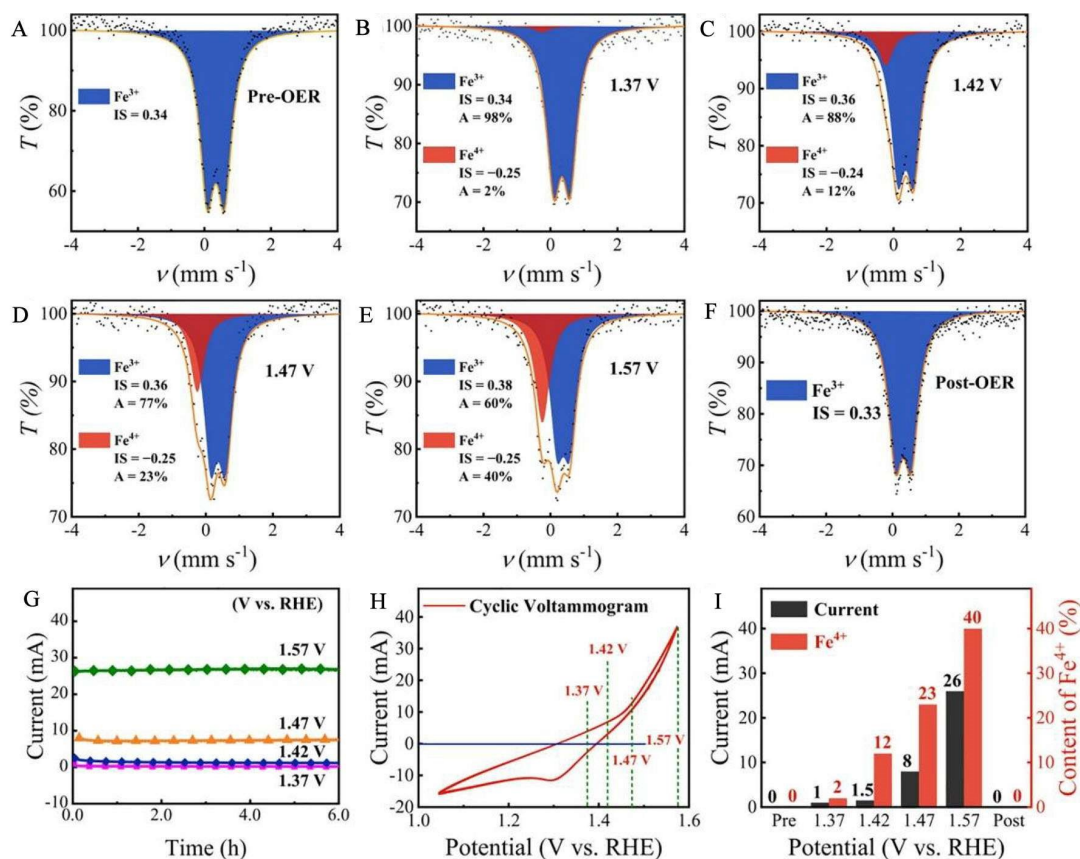 A
T (%)
100
90
80
70
60
Fe³⁺
IS = 0.34
Pre-OER
-4
-2
0
2
4
ν (mm s⁻¹)
B
T (%)
100
90
80
70
Fe³⁺
IS = 0.34
A = 98%
Fe⁴⁺
IS = −0.25
A = 2%
1.37 V
-4
-2
0
2
4
ν (mm s⁻¹)
C
T (%)
100
90
80
70
Fe³⁺
IS = 0.36
A = 88%
Fe⁴⁺
IS = −0.24
A = 12%
1.42 V
-4
-2
0
2
4
ν (mm s⁻¹)
D
T (%)
100
90
80
70
Fe³⁺
IS = 0.36
A = 77%
Fe⁴⁺
IS = −0.25
A = 23%
1.47 V
-4
-2
0
2
4
ν (mm s⁻¹)
E
T (%)
100
90
80
70
Fe³⁺
IS = 0.38
A = 60%
Fe⁴⁺
IS = −0.25
A = 40%
1.57 V
-4
-2
0
2
4
ν (mm s⁻¹)
F
T (%)
100
90
80
70
60
Fe³⁺
IS = 0.33
Post-OER
-4
-2
0
2
4
ν (mm s⁻¹)
G
Current (mA)
40
30
20
10
0
-10
(V vs. RHE)
1.57 V
1.47 V
1.42 V
1.37 V
0.0
2.0
4.0
6.0
Time (h)
H
Current (mA)
40
30
20
10
0
-10
-20
Cyclic Voltammogram
1.42 V
1.37 V
1.57 V
1.47 V
1.0
1.2
1.4
1.6
Potential (V vs. RHE)
I
Current (mA)
40
30
20
10
0
Current
Fe⁴⁺
0
0
1
2
1.5
12
8
23
26
40
0
0
Pre
1.37
1.42
1.47
1.57
Post
40
30
20
10
0
Content of Fe⁴⁺ (%)
Potential (V vs. RHE)